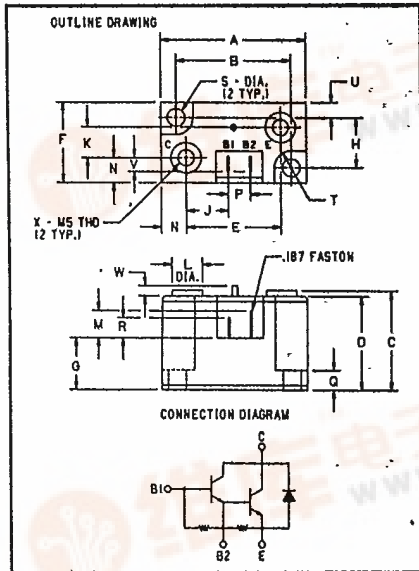 OUTLINE DRAWING
A
B
S - DIA.
(2 TYP.)
U
F
K
C
B1 B2 E
H
N
V
X - M5 THD
(2 TYP.)
J
P
N
E
T
W
L
DIA.
.187 FASTON
M
R
G
Q
D
C
CONNECTION DIAGRAM
C
B1
B2
E